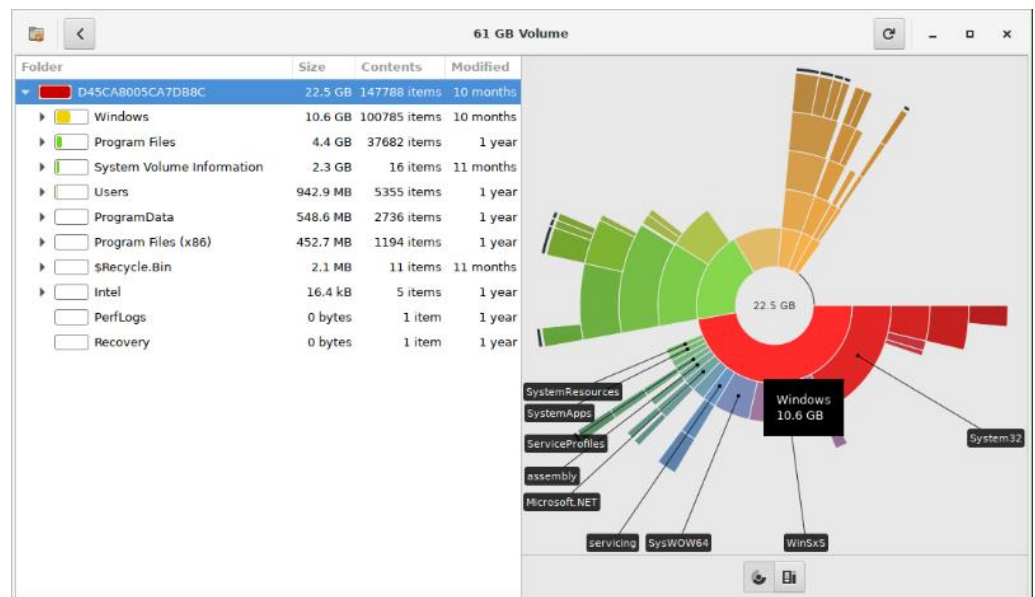 61 GB Volume
Folder Size Contents Modified
D45CA8005CA7DB8C 22.5 GB 147788 items 10 months
Windows 10.6 GB 100785 items 10 months
Program Files 4.4 GB 37682 items 1 year
System Volume Information 2.3 GB 16 items 11 months
Users 942.9 MB 5355 items 1 year
ProgramData 548.6 MB 2736 items 1 year
Program Files (x86) 452.7 MB 1194 items 1 year
$Recycle.Bin 2.1 MB 11 items 11 months
Intel 16.4 kB 5 items 1 year
PerfLogs 0 bytes 1 item 1 year
Recovery 0 bytes 1 item 1 year
22.5 GB
SystemResources
SystemApps
ServiceProfiles
assembly
Microsoft.NET
servicing
SysWOW64
WinSxS
System32
Windows
10.6 GB